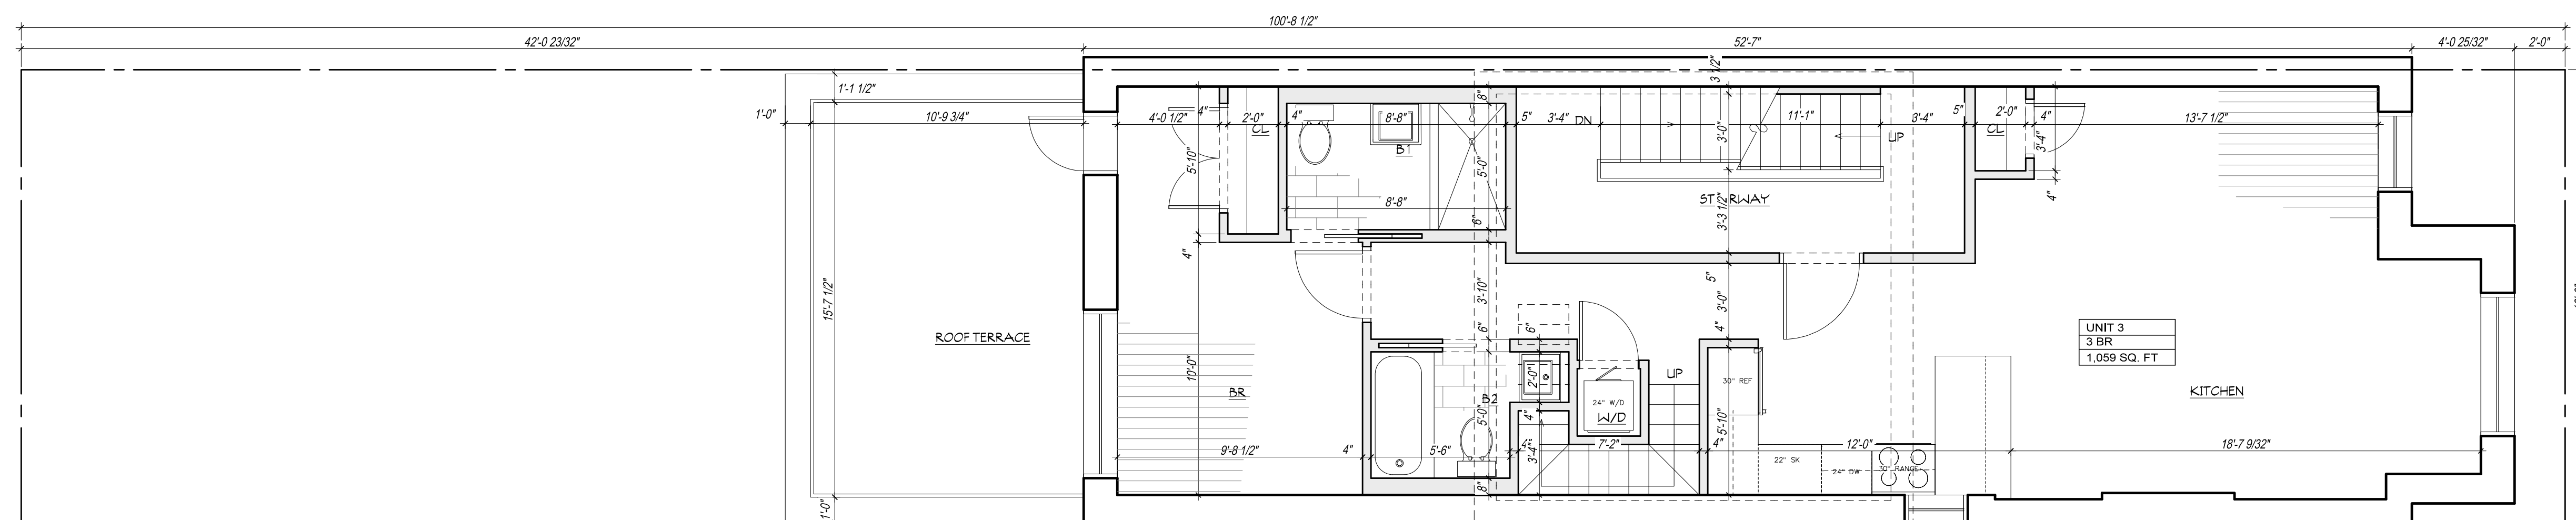 100'-8 1/2"
42'-0 23/32"
52'-7"
4'-0 25/32"
2'-0"
1'-1 1/2"
1'-0"
10'-9 3/4"
4'-0 1/2"
4"
2'-0"
CL
4"
8"
8'-8"
B1
5"
3'-4"
DN
3 1/2"
3'-0"
11'-1"
UP
3'-4"
5"
2'-0"
CL
4"
3'-4"
13'-7 1/2"
5'-10"
5'-0"
8'-8"
6"
3'-3 1/2"
4"
4"
15'-7 1/2"
ROOF TERRACE
3'-10"
5"
3'-0"
6"
6"
4"
UNIT 3
3 BR
1,059 SQ. FT
10'-0"
BR
2'-0"
B2
5'-0"
4"
24" W/D
W/D
UP
30" REF
5'-10"
KITCHEN
9'-8 1/2"
4"
5'-6"
4"
3'-4"
7'-2"
4"
12'-0"
22" SK
24" DW
30" RANGE
18'-7 9/32"
8"
1'-0"